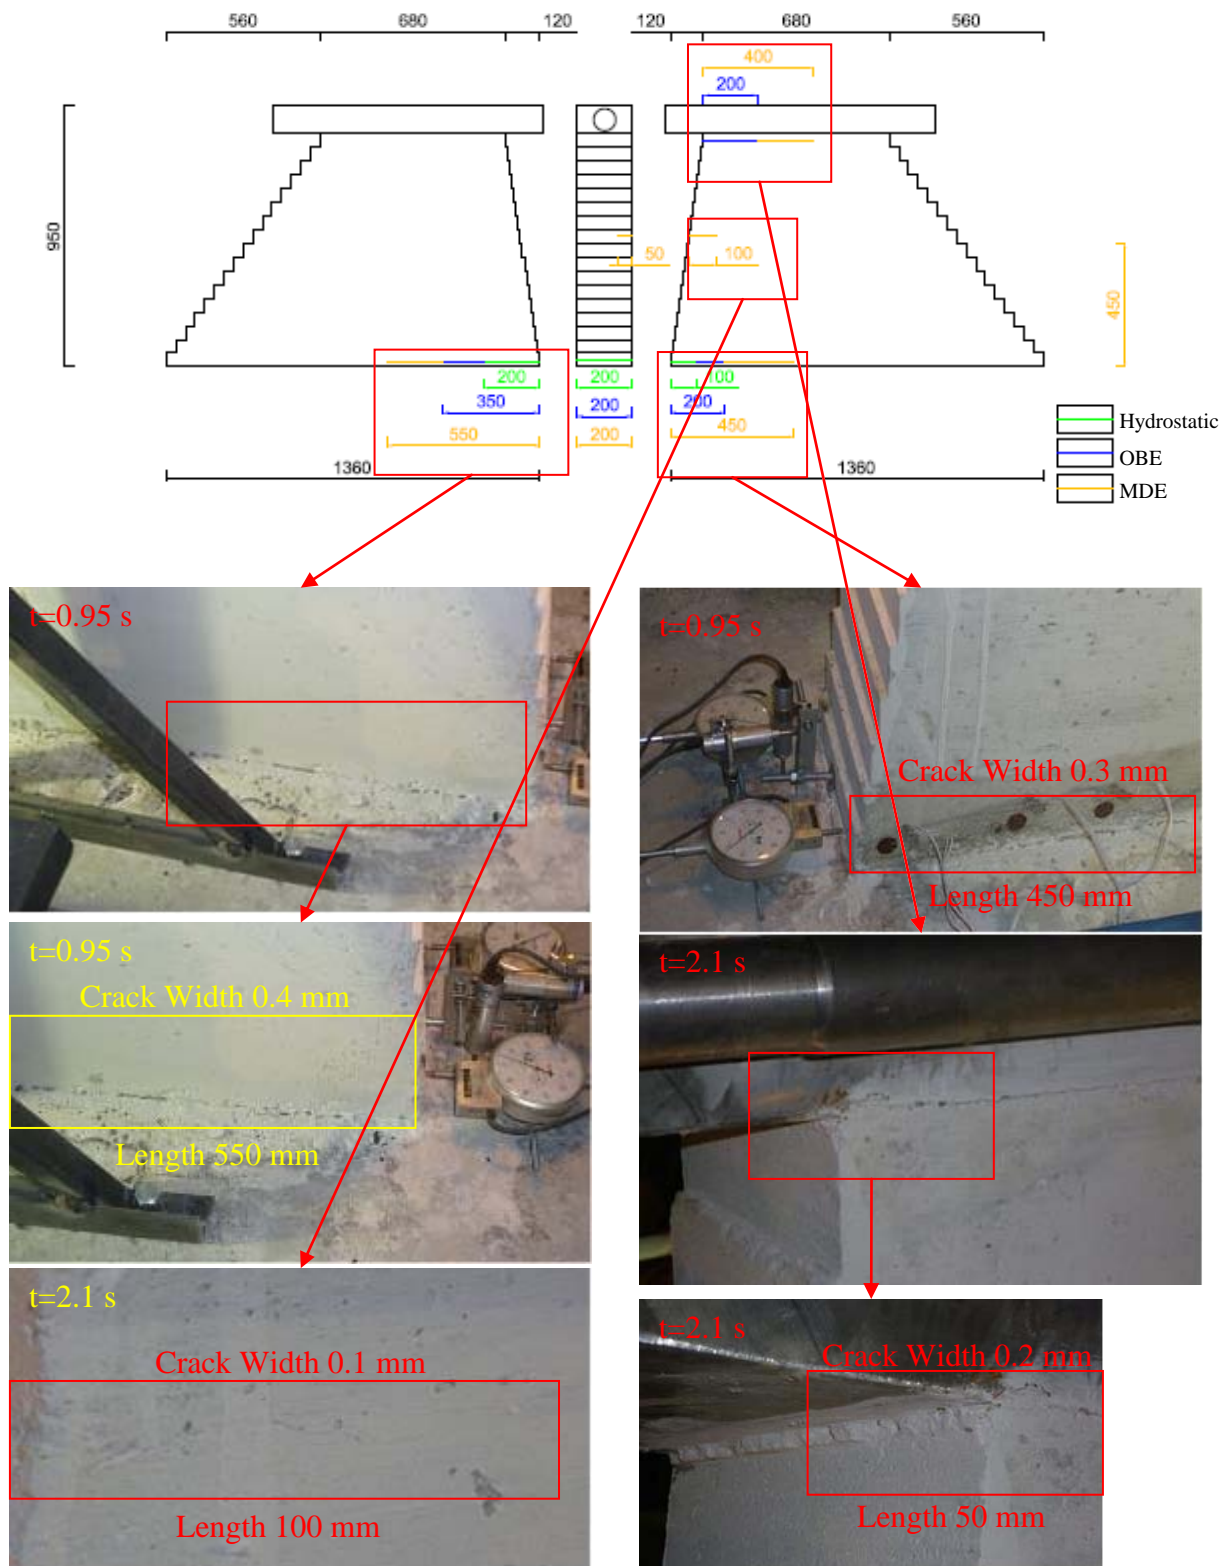 560 680 120 120 680 560
400
200
950
50 100
450
200 200 100
350 200 200
550 200 450
1360 1360
Hydrostatic
OBE
MDE
t=0.95 s
t=0.95 s
Crack Width 0.3 mm
Length 450 mm
t=0.95 s
Crack Width 0.4 mm
Length 550 mm
t=2.1 s
t=2.1 s
Crack Width 0.1 mm
Length 100 mm
t=2.1 s
Crack Width 0.2 mm
Length 50 mm